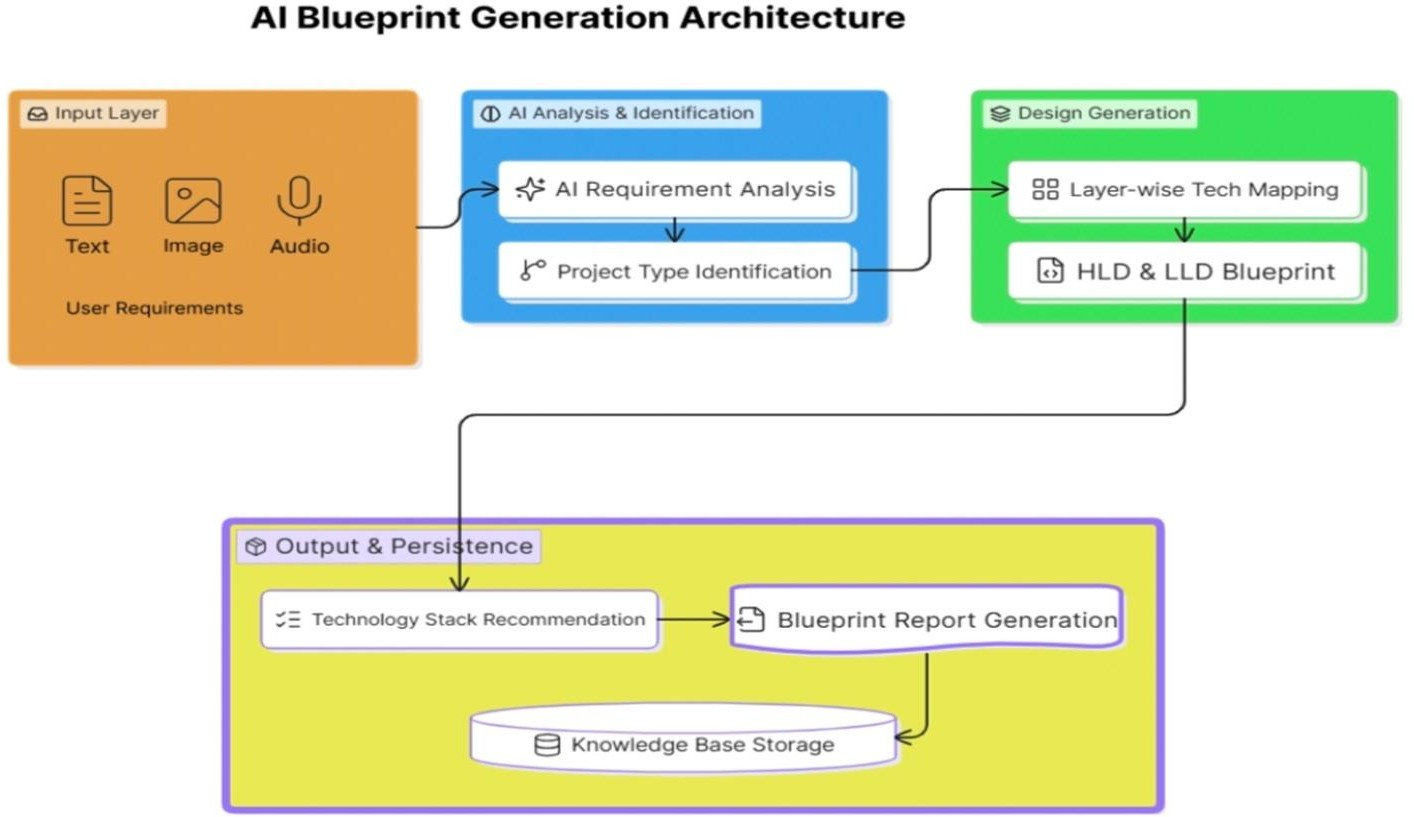 AI Blueprint Generation Architecture
Input Layer
Text
Image
Audio
User Requirements
AI Analysis & Identification
AI Requirement Analysis
Project Type Identification
Design Generation
Layer-wise Tech Mapping
HLD & LLD Blueprint
Output & Persistence
Technology Stack Recommendation
Blueprint Report Generation
Knowledge Base Storage